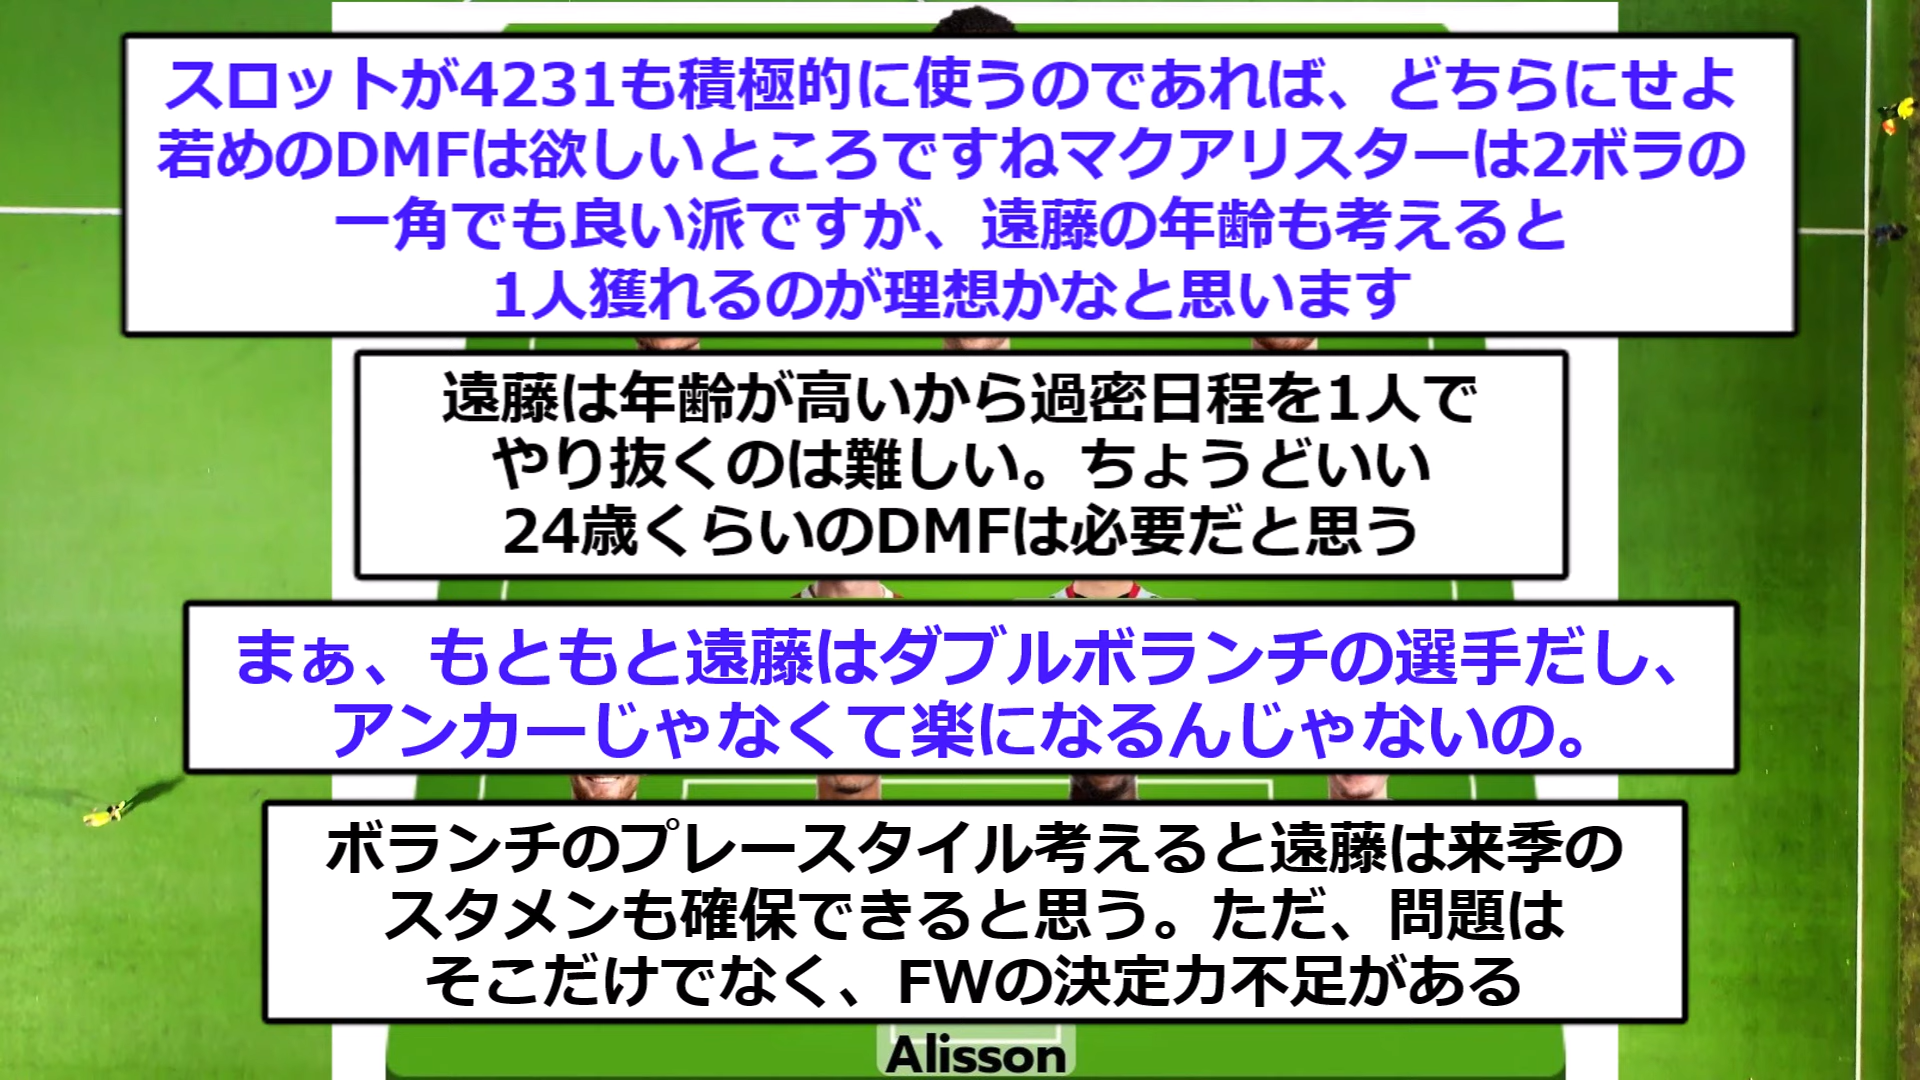 スロットが4231も積極的に使うのであれば、どちらにせよ
若めのDMFは欲しいところですねマクアリスターは2ボラの
一角でも良い派ですが、遠藤の年齢も考えると
1人獲れるのが理想かなと思います
遠藤は年齢が高いから過密日程を1人で
やり抜くのは難しい。ちょうどいい
24歳くらいのDMFは必要だと思う
まぁ、もともと遠藤はダブルボランチの選手だし、
アンカーじゃなくて楽になるんじゃないの。
ボランチのプレースタイル考えると遠藤は来季の
スタメンも確保できると思う。ただ、問題は
そこだけでなく、FWの決定力不足がある
Alisson